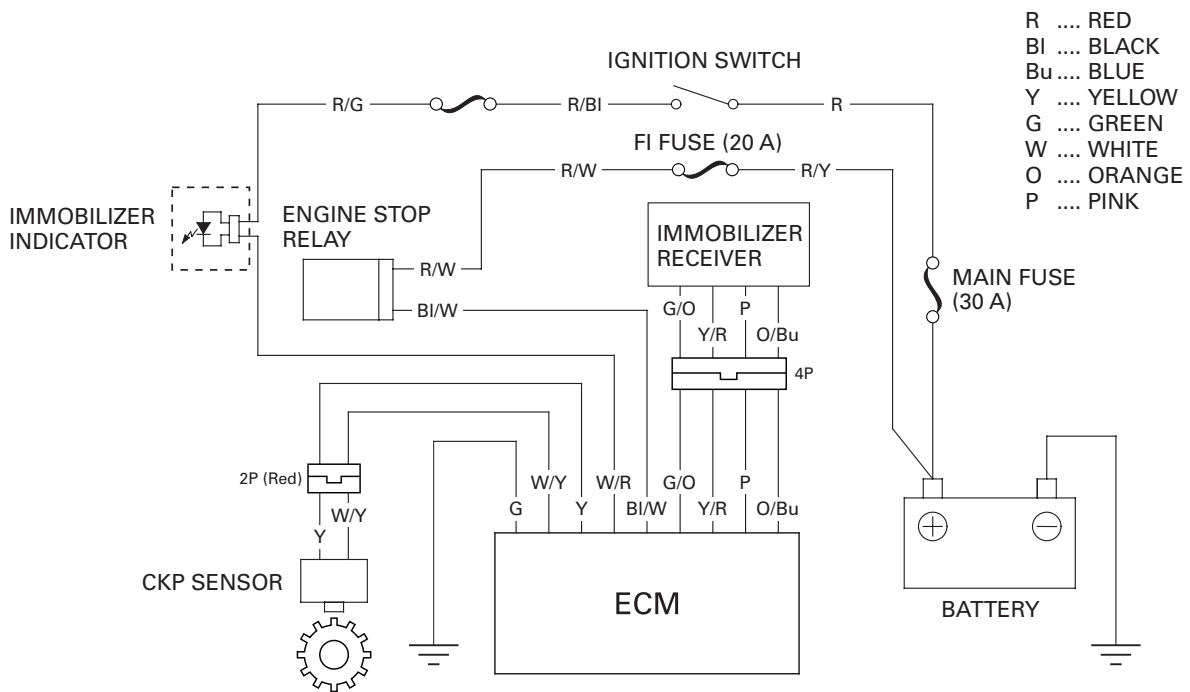 R .... RED
Bl .... BLACK
Bu .... BLUE
Y .... YELLOW
G .... GREEN
W .... WHITE
O .... ORANGE
P .... PINK
IGNITION SWITCH
R/G
R/Bl
R
FI FUSE (20 A)
R/W
R/Y
IMMOBILIZER
INDICATOR
ENGINE STOP
RELAY
R/W
Bl/W
IMMOBILIZER
RECEIVER
G/O
P
Y/R
O/Bu
4P
MAIN FUSE
(30 A)
2P (Red)
W/Y
Y
CKP SENSOR
W/Y
W/R
G/O
P
G
Y
Bl/W
Y/R
O/Bu
ECM
BATTERY